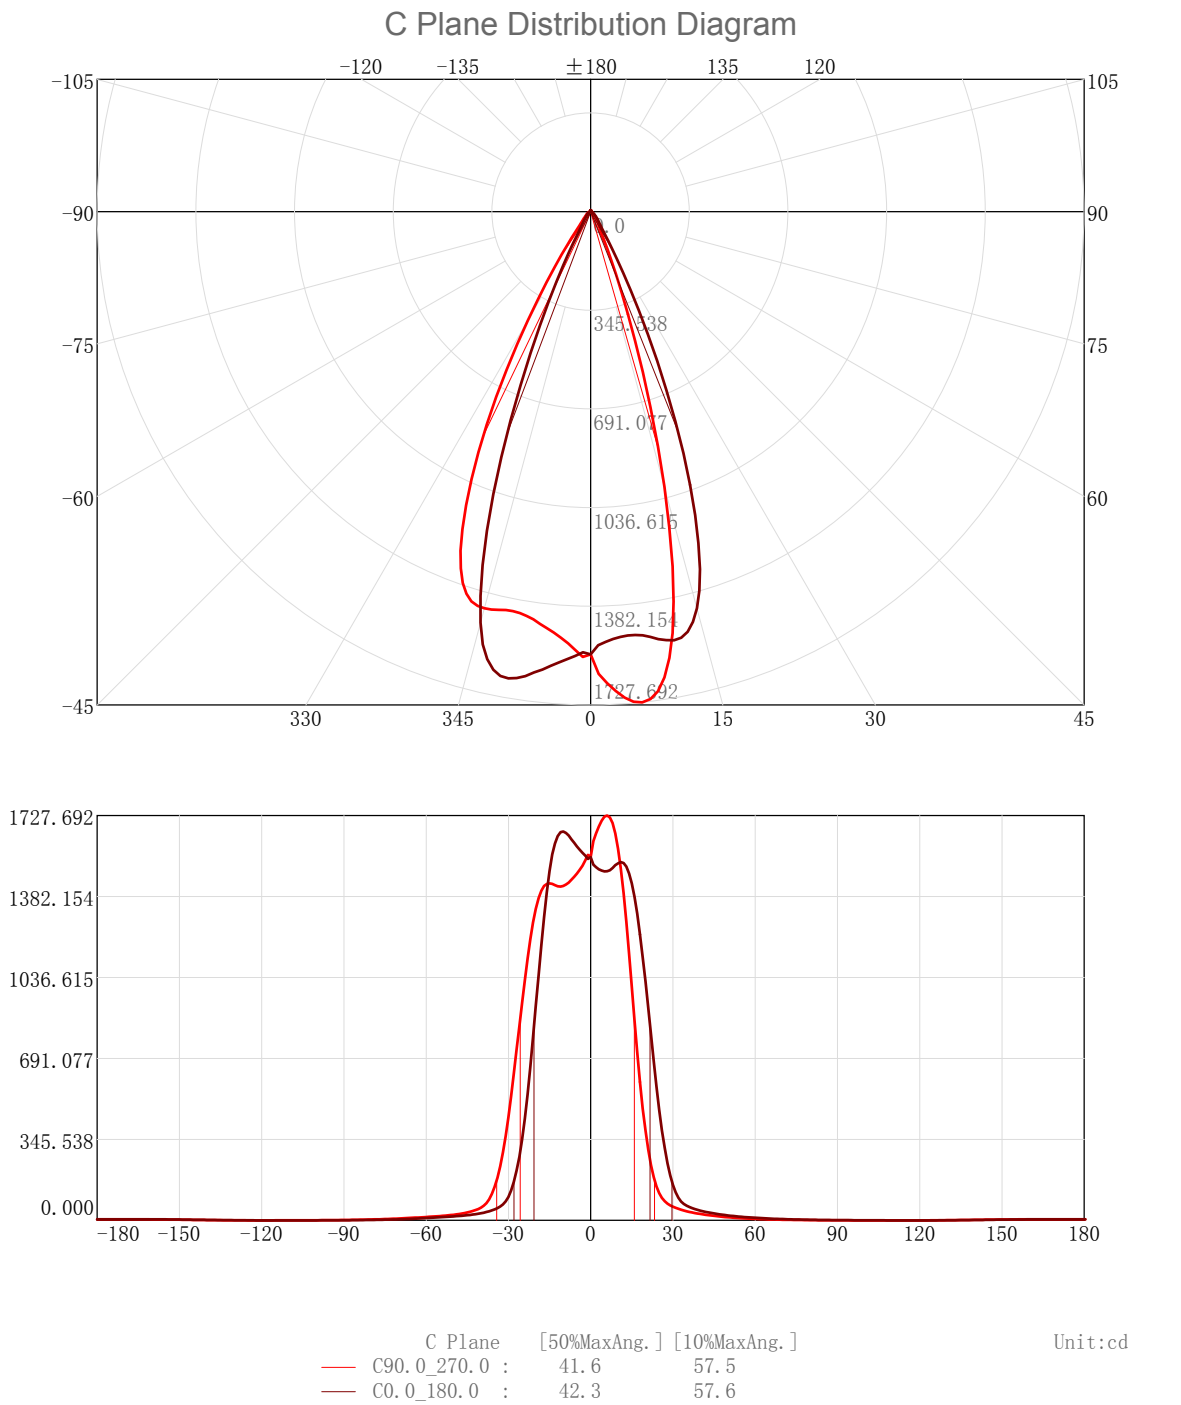 C Plane Distribution Diagram
-120 -135 ±180 135 120
-105 105
-90 90
0.0
345.538
-75 75
691.077
-60 60
1036.615
1382.154
1727.692
-45
330 345 0 15 30 45
1727.692
1382.154
1036.615
691.077
345.538
0.000
-180 -150 -120 -90 -60 -30 0 30 60 90 120 150 180
C Plane [50%MaxAng.] [10%MaxAng.] Unit:cd
C90.0_270.0 : 41.6 57.5
C0.0_180.0 : 42.3 57.6